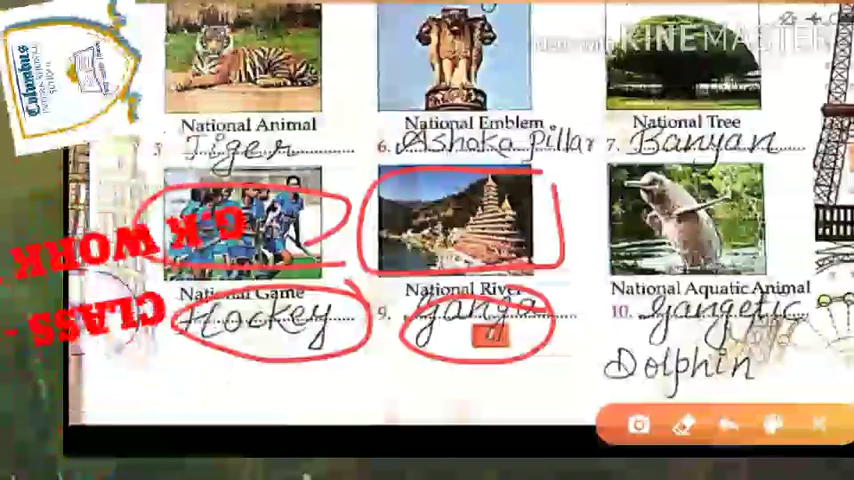 Columbus
KINEMASTER
National Animal
Tiger
National Emblem
6. Ashoka Pillar
National Tree
7. Banyan
G.K WORK
CLASS -
National Game
Hockey
National River
9. Ganga
National Aquatic Animal
10. Gangetic
Dolphin